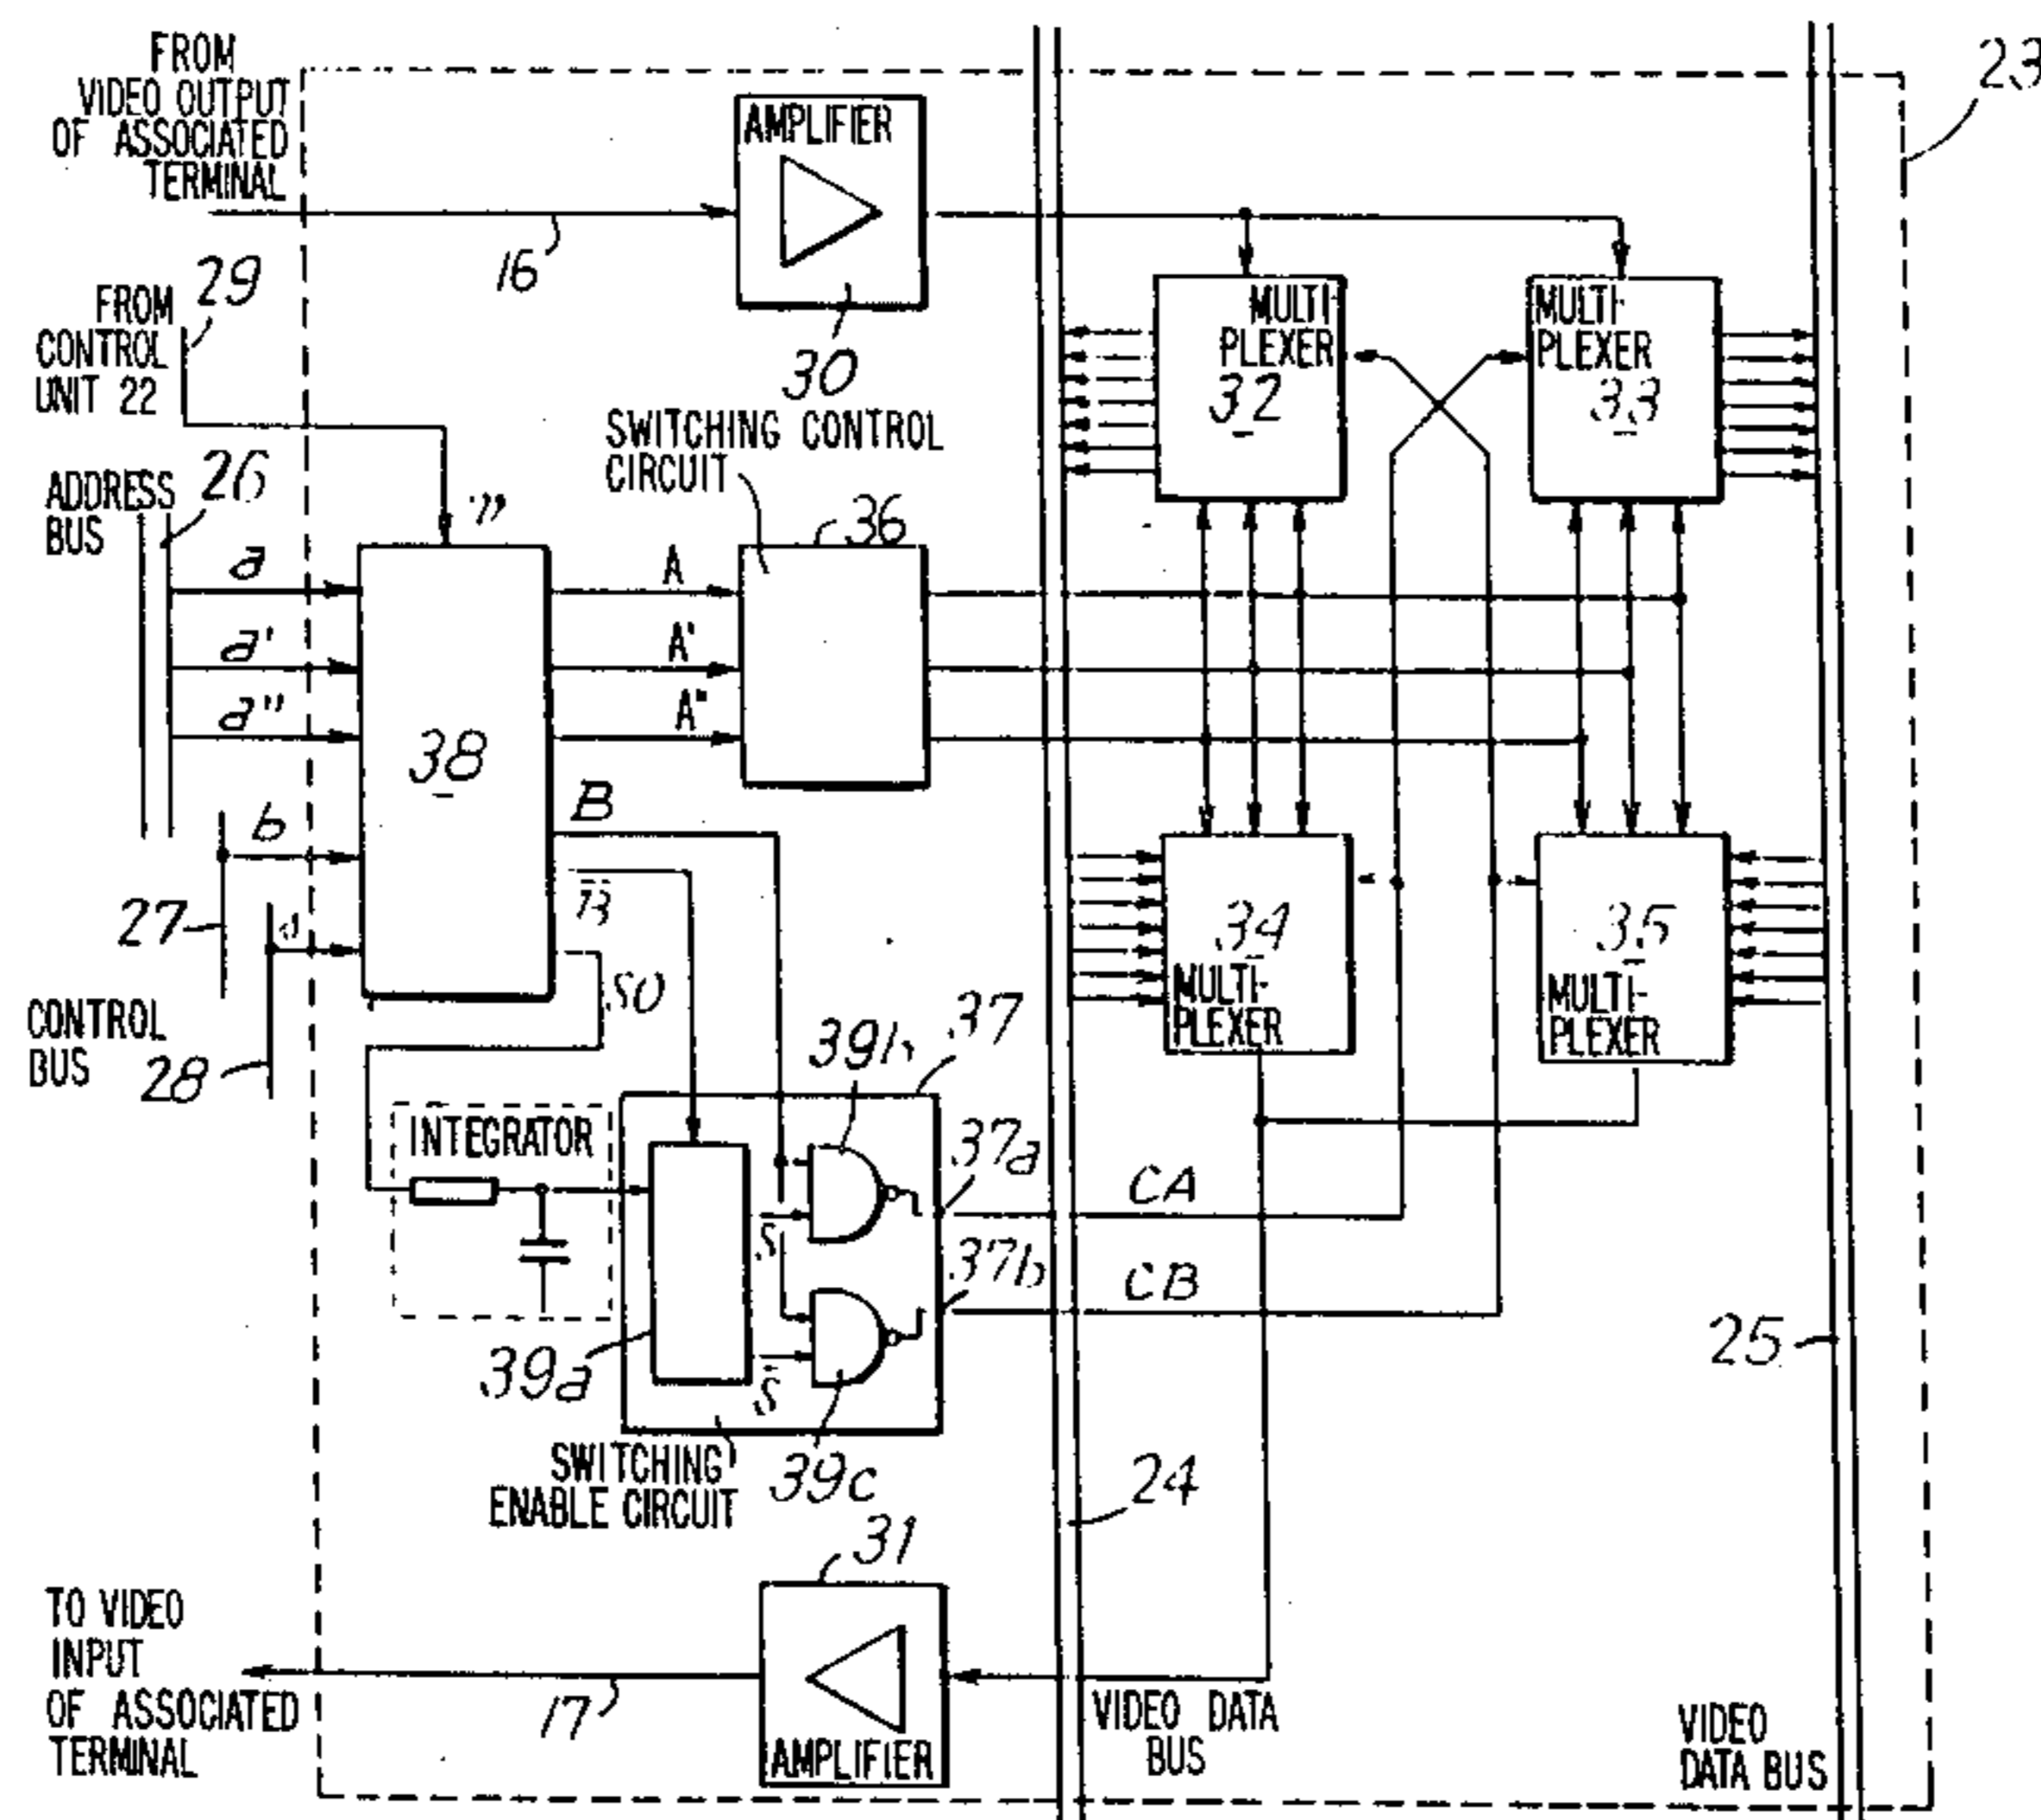 FROM
VIDEO OUTPUT
OF ASSOCIATED
TERMINAL
16
AMPLIFIER
30
23
FROM
CONTROL
UNIT 22
29
MULTI
PLEXER
32
MULTI-
PLEXER
33
SWITCHING CONTROL
CIRCUIT
36
ADDRESS
BUS
26
a
a'
a"
b
n
38
A
A'
A"
B
B̅
SO
27
CONTROL
BUS
28
34
MULTI-
PLEXER
35
MULTI-
PLEXER
INTEGRATOR
39b
37
37a
37b
CA
CB
S
S̅
39a
39c
SWITCHING
ENABLE CIRCUIT
24
25
31
AMPLIFIER
TO VIDEO
INPUT
OF ASSOCIATED
TERMINAL
17
VIDEO DATA
BUS
VIDEO
DATA BUS